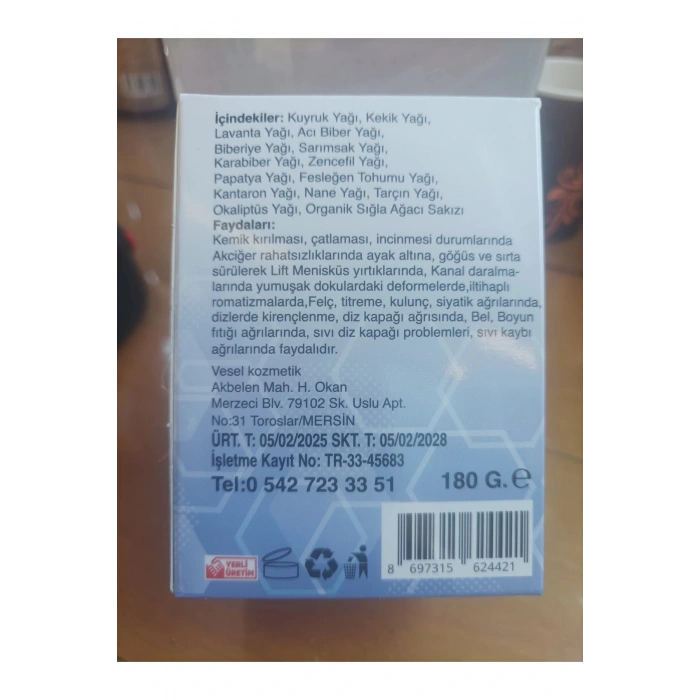 İçindekiler: Kuyruk Yağı, Kekik Yağı,
Lavanta Yağı, Acı Biber Yağı,
Biberiye Yağı, Sarımsak Yağı,
Karabiber Yağı, Zencefil Yağı,
Papatya Yağı, Fesleğen Tohumu Yağı,
Kantaron Yağı, Nane Yağı, Tarçın Yağı,
Okaliptüs Yağı, Organik Sığla Ağacı Sakızı
Faydaları:
Kemik kırılması, çatlaması, incinmesi durumlarında
Akciğer rahatsızlıklarında ayak altına, göğüs ve sırta
sürülerek Lift Menisküs yırtıklarında, Kanal daralma-
larında yumuşak dokulardaki deformelerde,iltihaplı
romatizmalarda,Felç, titreme, kulunç, siyatik ağrılarında,
dizlerde kirençlenme, diz kapağı ağrısında, Bel, Boyun
fıtığı ağrılarında, sıvı diz kapağı problemleri, sıvı kaybı
ağrılarında faydalıdır.
Vesel kozmetik
Akbelen Mah. H. Okan
Merzeci Blv. 79102 Sk. Uslu Apt.
No:31 Toroslar/MERSİN
ÜRT. T: 05/02/2025 SKT. T: 05/02/2028
İşletme Kayıt No: TR-33-45683
Tel:0 542 723 33 51
180 G. ℮
YERLİ
ÜRETİM
8 697315 624421